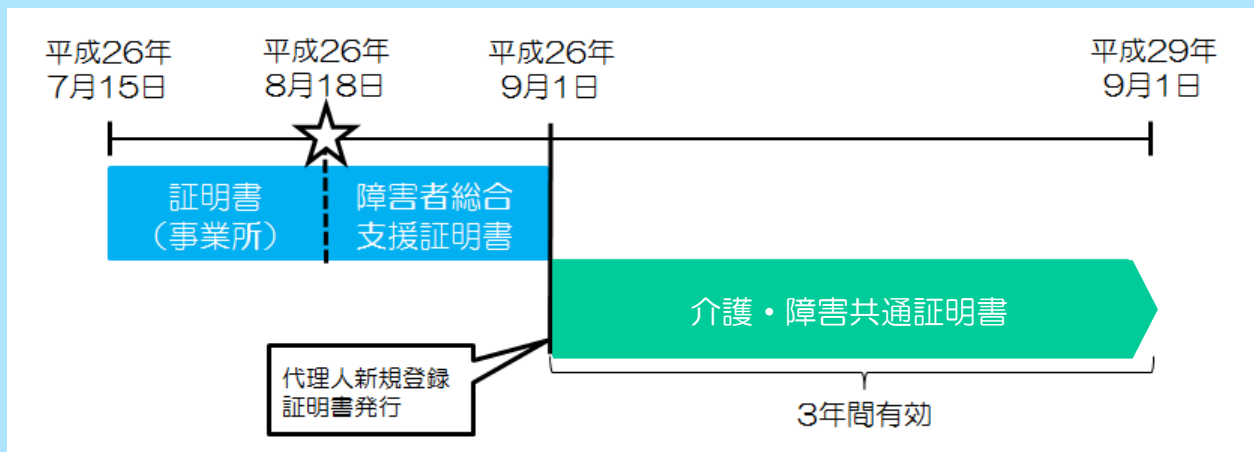 平成26年
7月15日
平成26年
8月18日
平成26年
9月1日
平成29年
9月1日
証明書
（事業所）
障害者総合
支援証明書
介護・障害共通証明書
代理人新規登録
証明書発行
3年間有効